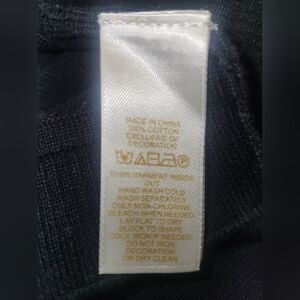 MADE IN CHINA
100% COTTON
EXCLUSIVE OF
DECORATION
TURN GARMENT INSIDE
OUT
HAND WASH COLD
WASH SEPARATELY
ONLY NON-CHLORINE
BLEACH WHEN NEEDED
LAY FLAT TO DRY
BLOCK TO SHAPE
COOL IRON IF NEEDED
DO NOT IRON
DECORATION
OR DRY CLEAN